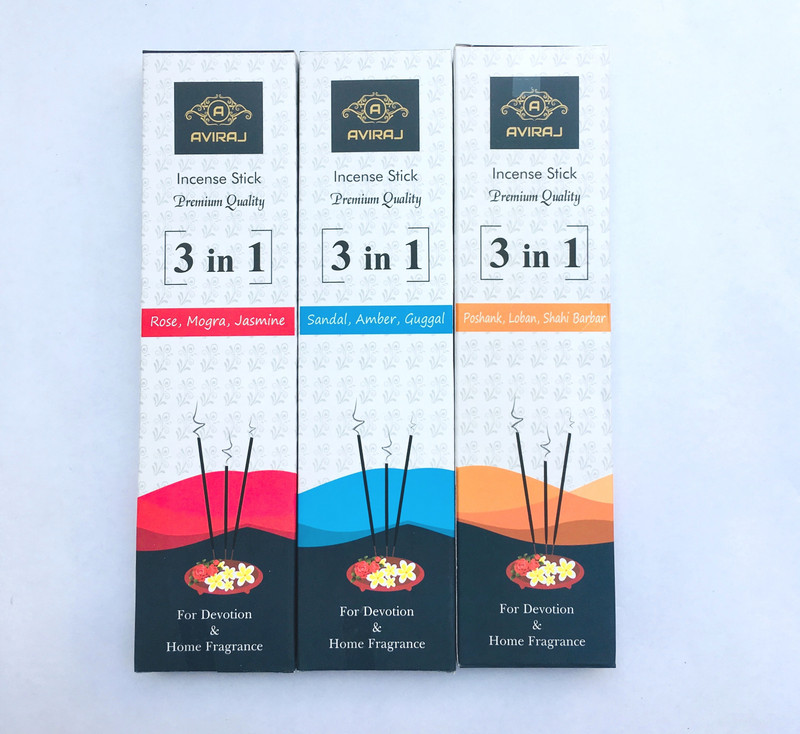 A
AVIRAJ
Incense Stick
Premium Quality
3 in 1
Rose, Mogra, Jasmine
For Devotion
&
Home Fragrance
A
AVIRAJ
Incense Stick
Premium Quality
3 in 1
Sandal, Amber, Guggal
For Devotion
&
Home Fragrance
A
AVIRAJ
Incense Stick
Premium Quality
3 in 1
Poshank, Loban, Shahi Barbar
For Devotion
&
Home Fragrance